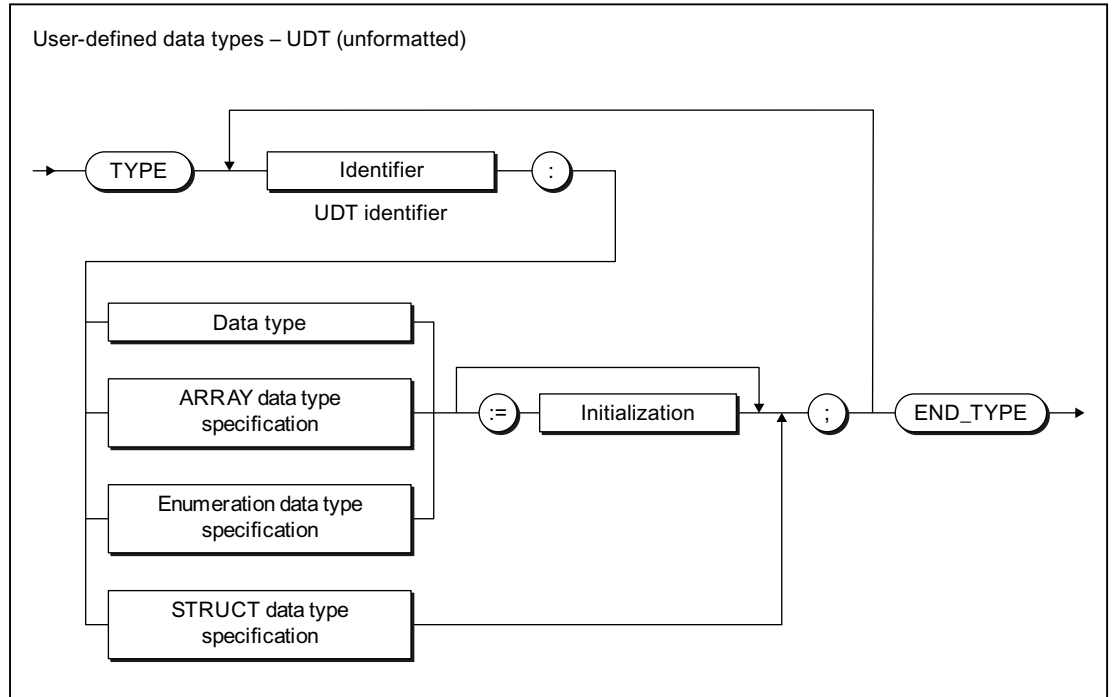 User-defined data types – UDT (unformatted)
TYPE
Identifier
:
UDT identifier
Data type
ARRAY data type
specification
:=
Initialization
;
END_TYPE
Enumeration data type
specification
STRUCT data type
specification